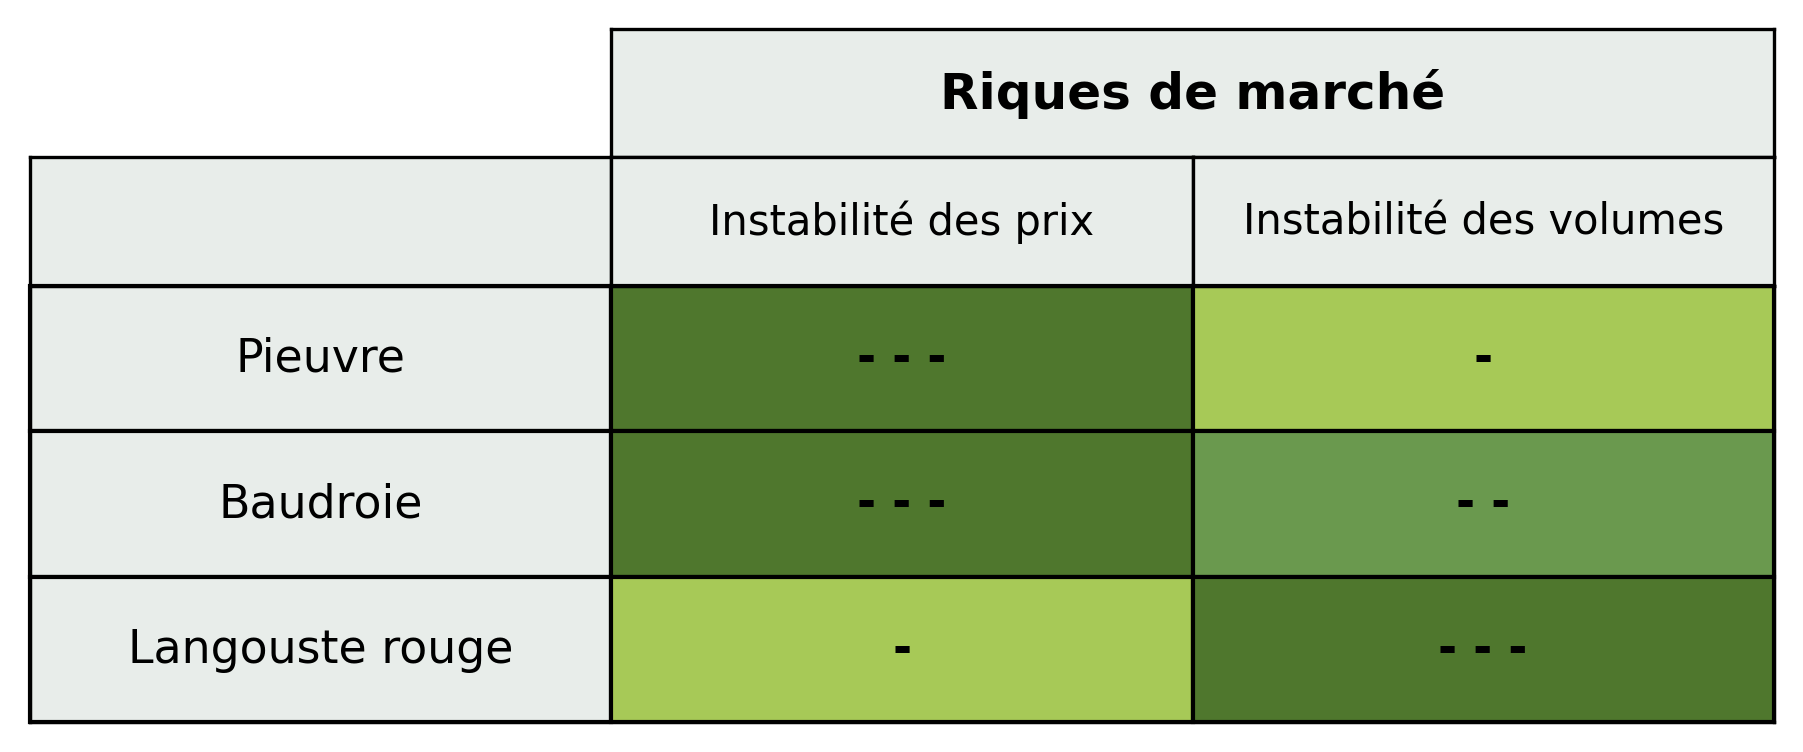 Riques de marché
Instabilité des prix Instabilité des volumes
Pieuvre - - - -
Baudroie - - - - -
Langouste rouge - - - -